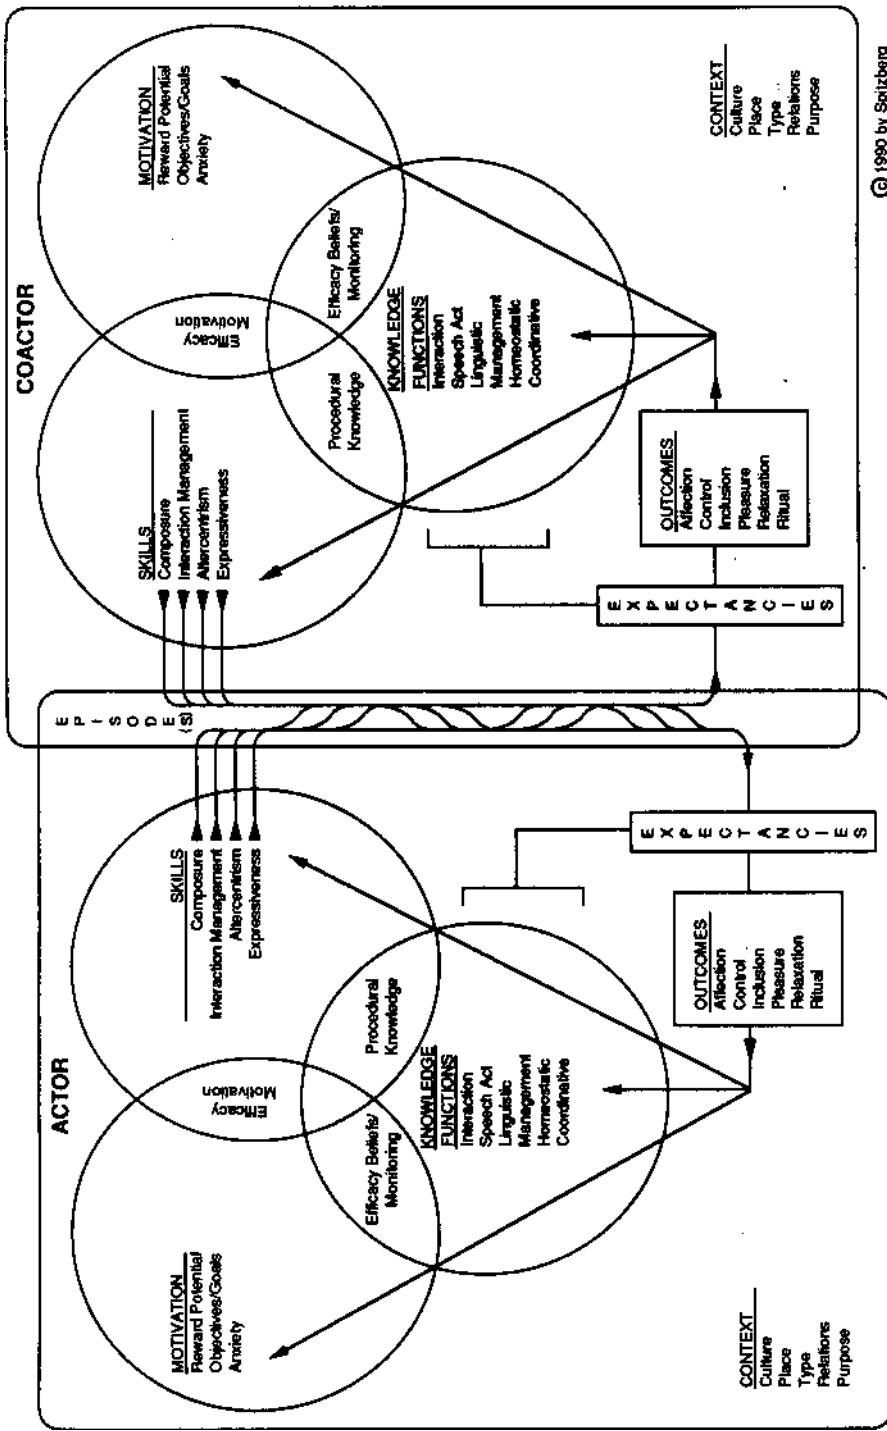 ACTOR
MOTIVATION
Reward Potential
Objectives/Goals
Anxiety
Efficacy
Motivation
SKILLS
Composure
Interaction Management
Altercentrism
Expressiveness
Efficacy Beliefs/
Monitoring
Procedural
Knowledge
KNOWLEDGE
FUNCTIONS
Interaction
Speech Act
Linguistic
Management
Homeostatic
Coordinative
EXPECTANCIES
OUTCOMES
Affection
Control
Inclusion
Pleasure
Relaxation
Ritual
CONTEXT
Culture
Place
Type
Relations
Purpose
EPISODE
(S)
COACTOR
SKILLS
Composure
Interaction Management
Altercentrism
Expressiveness
Efficacy
Motivation
MOTIVATION
Reward Potential
Objectives/Goals
Anxiety
Procedural
Knowledge
Efficacy Beliefs/
Monitoring
KNOWLEDGE
FUNCTIONS
Interaction
Speech Act
Linguistic
Management
Homeostatic
Coordinative
EXPECTANCIES
OUTCOMES
Affection
Control
Inclusion
Pleasure
Relaxation
Ritual
CONTEXT
Culture
Place
Type
Relations
Purpose
© 1990 by Spitzberg